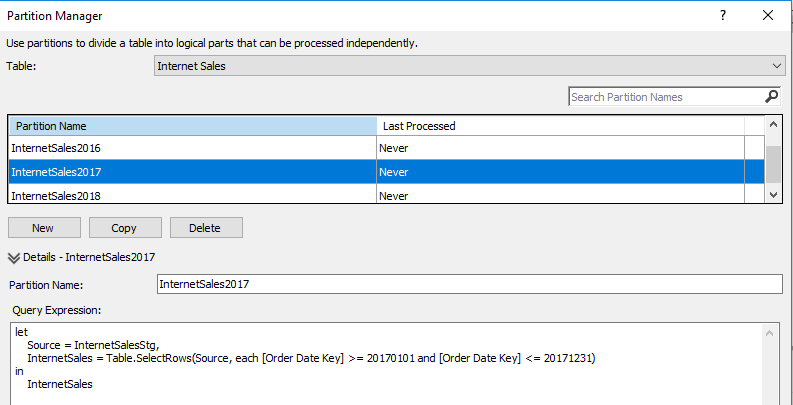 Partition Manager
Use partitions to divide a table into logical parts that can be processed independently.
Table: Internet Sales
Search Partition Names
Partition Name Last Processed
InternetSales2016 Never
InternetSales2017 Never
InternetSales2018 Never
New Copy Delete
Details - InternetSales2017
Partition Name: InternetSales2017
Query Expression:
let
Source = InternetSalesStg,
InternetSales = Table.SelectRows(Source, each [Order Date Key] >= 20170101 and [Order Date Key] <= 20171231)
in
InternetSales